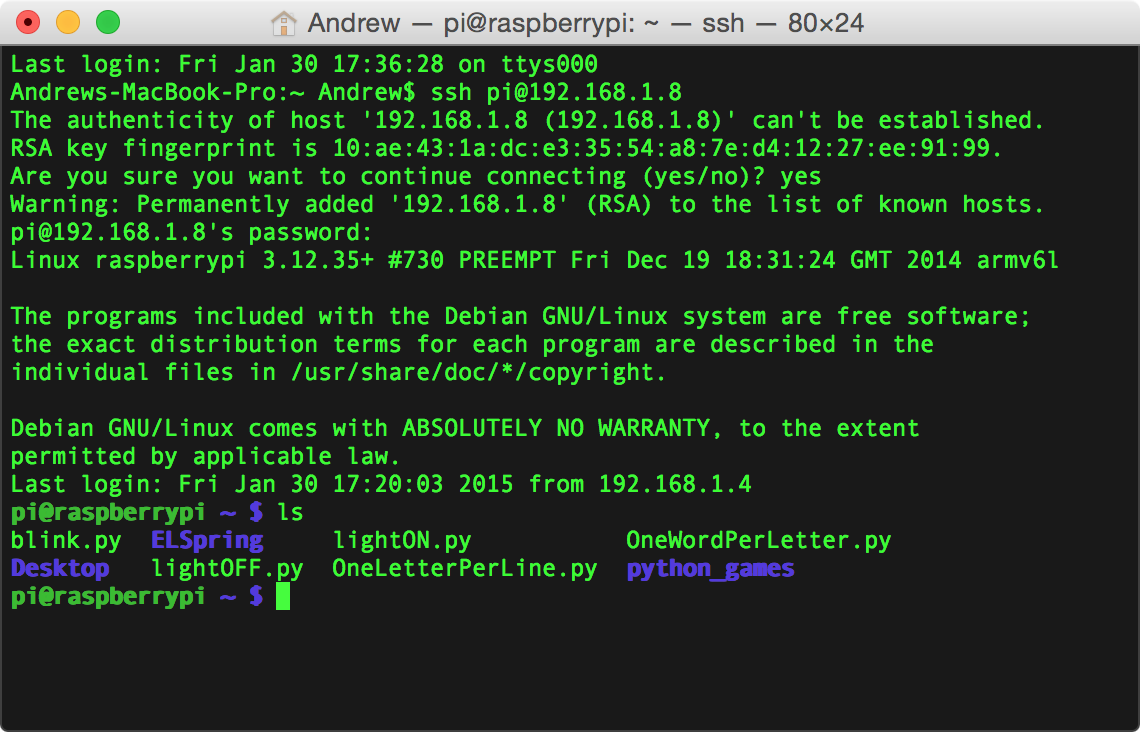 Andrew — pi@raspberrypi: ~ — ssh — 80×24
Last login: Fri Jan 30 17:36:28 on ttys000
Andrews-MacBook-Pro:~ Andrew$ ssh pi@192.168.1.8
The authenticity of host '192.168.1.8 (192.168.1.8)' can't be established.
RSA key fingerprint is 10:ae:43:1a:dc:e3:35:54:a8:7e:d4:12:27:ee:91:99.
Are you sure you want to continue connecting (yes/no)? yes
Warning: Permanently added '192.168.1.8' (RSA) to the list of known hosts.
pi@192.168.1.8's password:
Linux raspberrypi 3.12.35+ #730 PREEMPT Fri Dec 19 18:31:24 GMT 2014 armv6l

The programs included with the Debian GNU/Linux system are free software;
the exact distribution terms for each program are described in the
individual files in /usr/share/doc/*/copyright.

Debian GNU/Linux comes with ABSOLUTELY NO WARRANTY, to the extent
permitted by applicable law.
Last login: Fri Jan 30 17:20:03 2015 from 192.168.1.4
pi@raspberrypi ~ $ ls
blink.py  ELSpring     lightON.py           OneWordPerLetter.py
Desktop   lightOFF.py  OneLetterPerLine.py  python_games
pi@raspberrypi ~ $